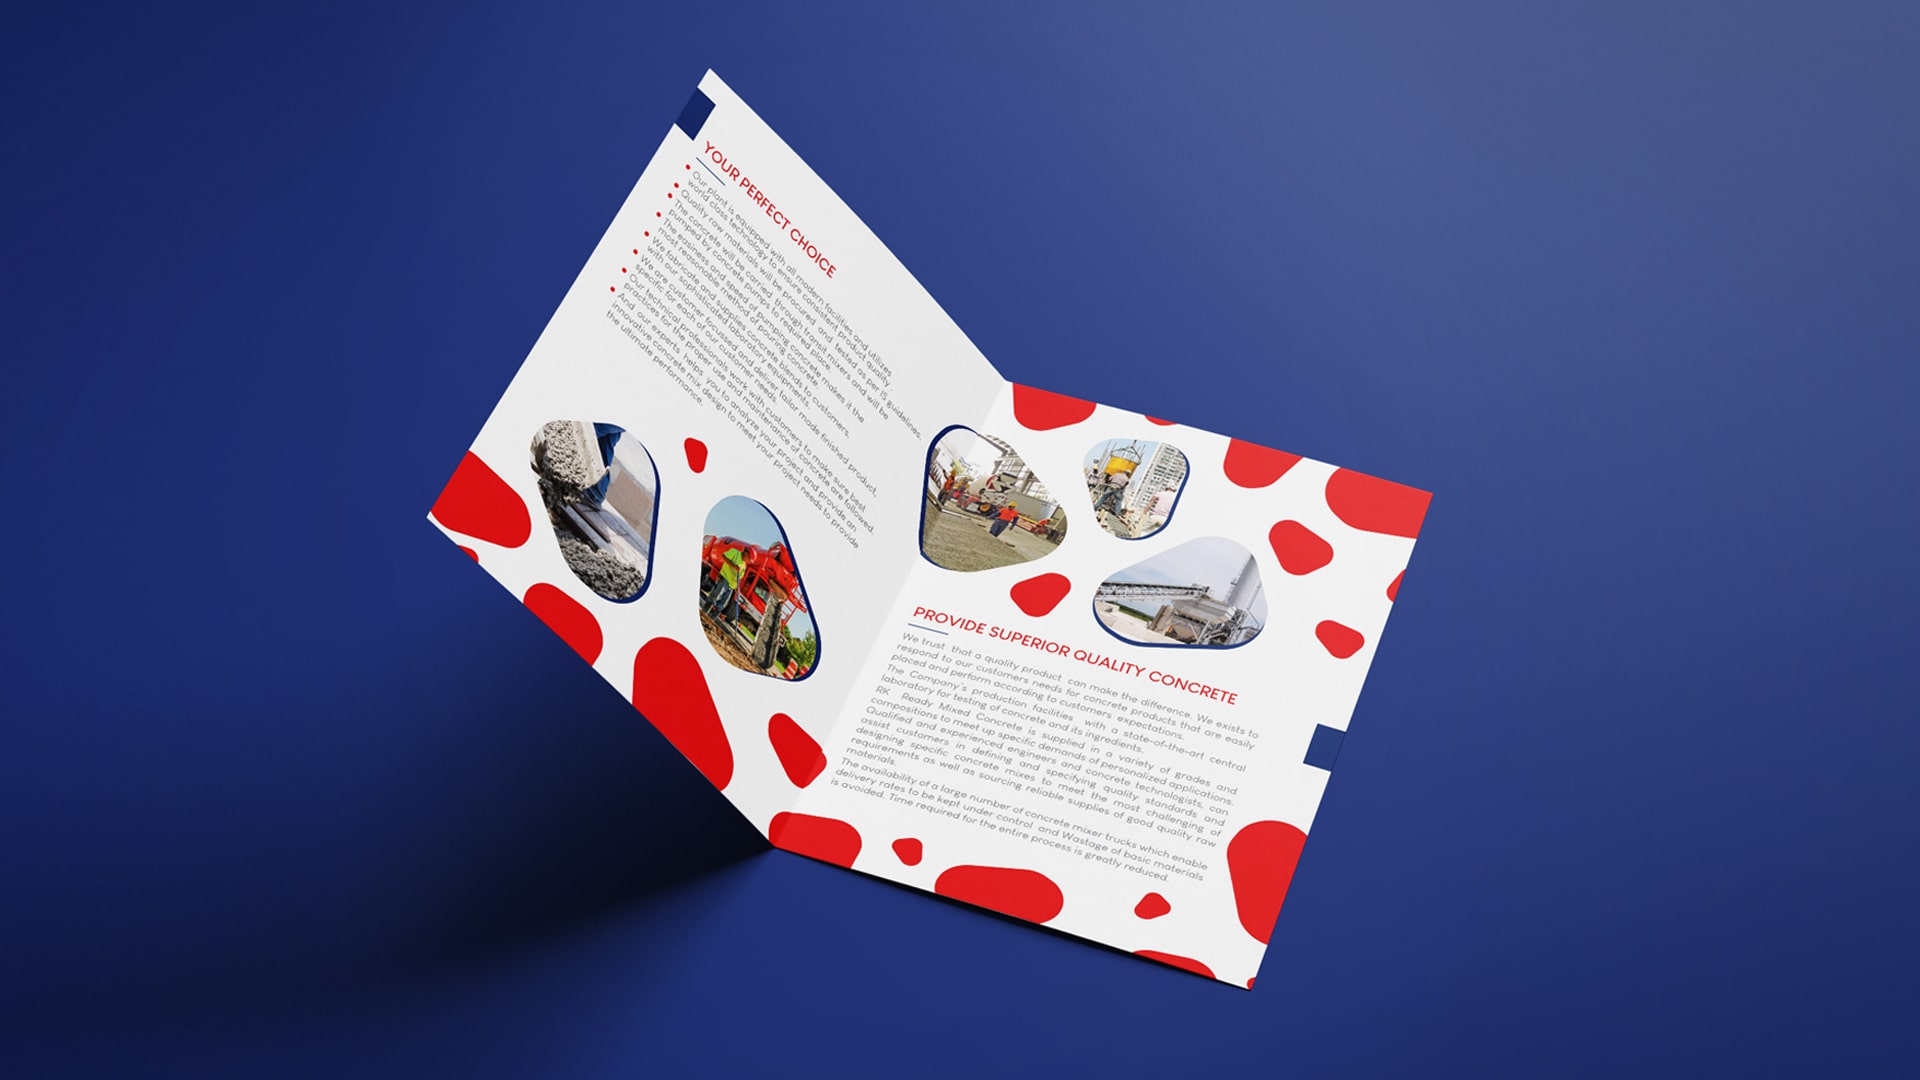 YOUR PERFECT CHOICE
Our plant is equipped with all modern facilities and utilizes
world class technology to ensure consistent product quality .
Quality raw materials will be procured and tested as per IS guidelines.
The concrete will be carried through transit mixers and will be
pumped by concrete pumps to required place.
The easiness and speed of pumping concrete makes it the
most reasonable method of pouring concrete.
We fabricate and supplies concrete blends to customers,
with our sophisticated laboratory equipments.
We are customer focussed and deliver tailor made finished product,
specific for each of our customer needs.
Our technical professionals work with customers to make sure best
practices for the proper use and maintenance of concrete are followed.
And our experts helps you to analyze your project and provide an
innovative concrete mix design to meet your project needs to provide
the ultimate performance.
PROVIDE SUPERIOR QUALITY CONCRETE
We trust that a quality product can make the difference. We exists to
respond to our customers needs for concrete products that are easily
placed and perform according to customers expectations.
The Company's production facilities with a state-of-the-art central
laboratory for testing of concrete and its ingredients.
RK Ready Mixed Concrete is supplied in a variety of grades and
compositions to meet up specific demands of personalized applications.
Qualified and experienced engineers and concrete technologists, can
assist customers in defining and specifying quality standards and
designing specific concrete mixes to meet the most challenging of
requirements as well as sourcing reliable supplies of good quality raw
materials.
The availability of a large number of concrete mixer trucks which enable
delivery rates to be kept under control and Wastage of basic materials
is avoided. Time required for the entire process is greatly reduced.